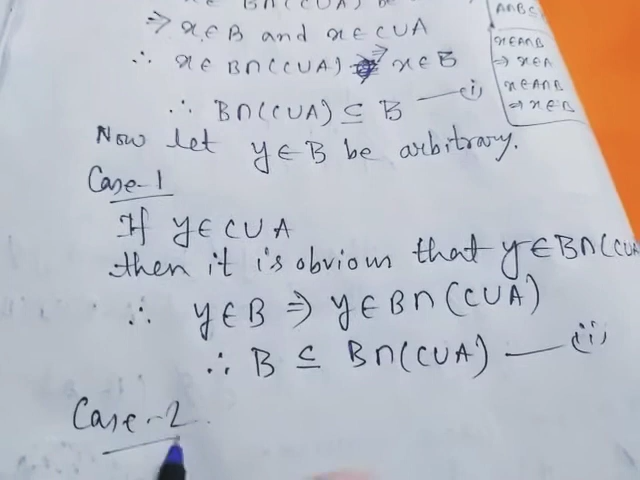 ⇒ x∈B and x∈CUA
∴ x∈B∩(CUA) ⇒ x∈B
∴ B∩(CUA) ⊆ B —(i)
Now let y∈B be arbitrary.
Case-1
If y∈CUA
then it is obvious that y∈B∩(CUA
∴ y∈B ⇒ y∈B∩(CUA)
∴ B ⊆ B∩(CUA) — (ii)
Case-2
A∩B⊆
x∈A∩B
⇒ x∈A
x∈A∩B
⇒ x∈B